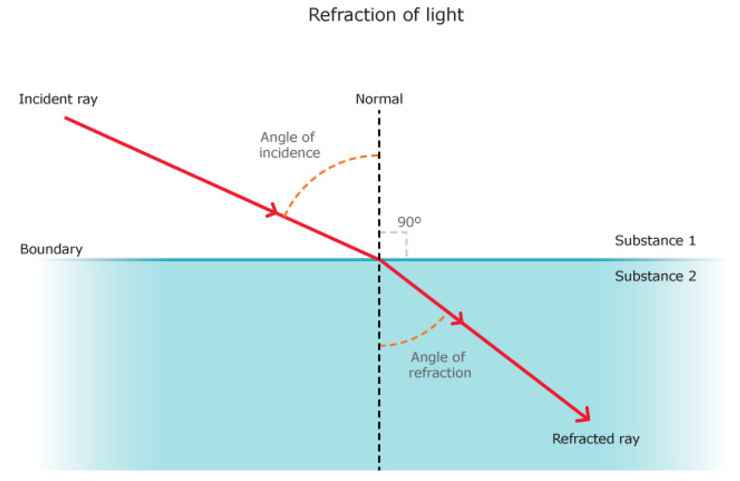 Refraction of light
Incident ray
Normal
Angle of
incidence
90º
Boundary
Substance 1
Substance 2
Angle of
refraction
Refracted ray